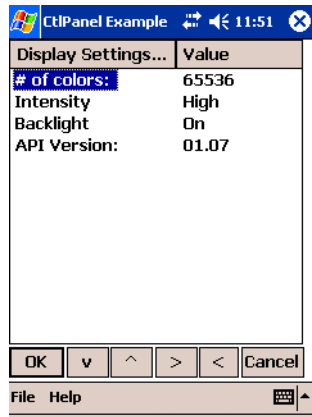 CtlPanel Example 11:51
Display Settings... Value
# of colors: 65536
Intensity High
Backlight On
API Version: 01.07
OK v ^ > < Cancel
File Help